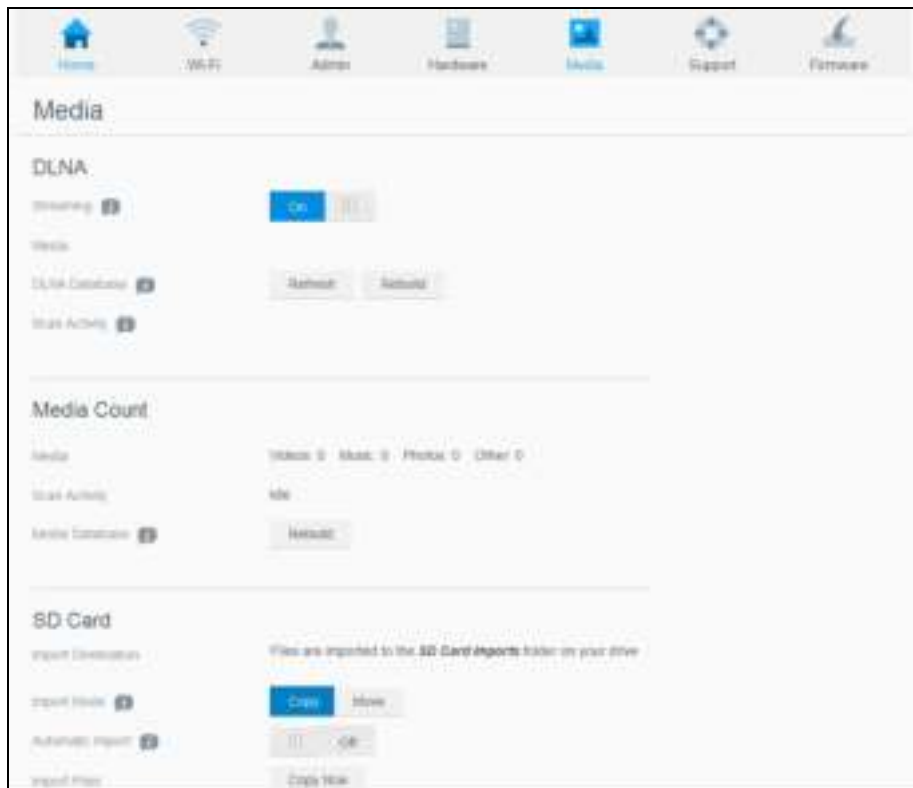 Home Wi-Fi Admin Hardware Media Support Firmware
Media
DLNA
Streaming On
Media
DLNA Database Refresh Rebuild
Scan Activity
Media Count
Media Videos: 0 Music: 0 Photos: 0 Other: 0
Scan Activity Idle
Media Database Rebuild
SD Card
Import Destination Files are imported to the SD Card Imports folder on your drive
Import Mode Copy Move
Automatic Import Off
Import Files Copy Now